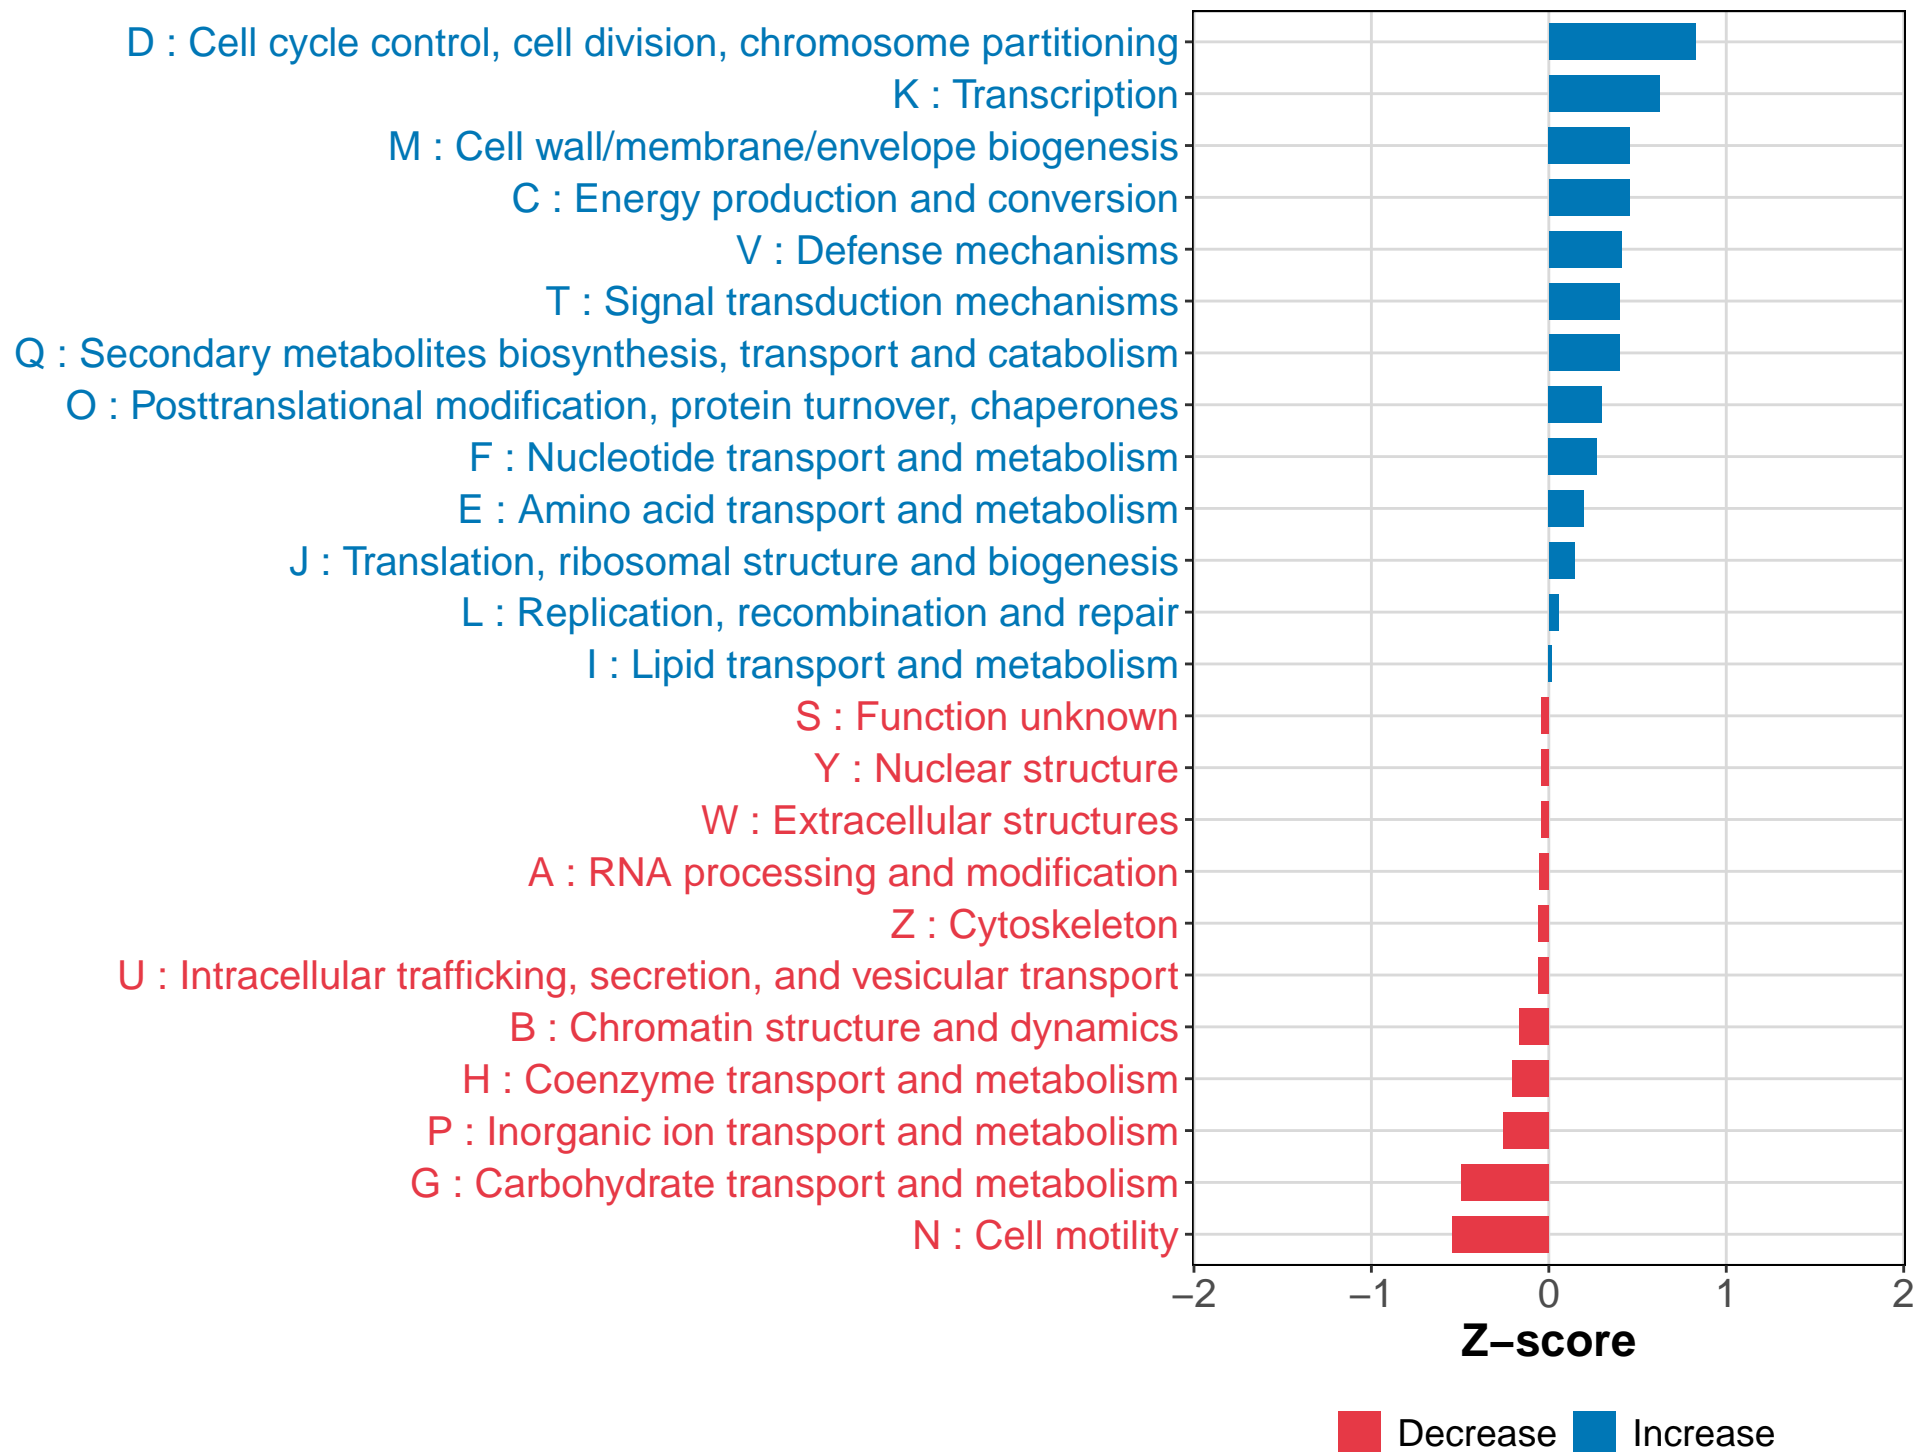 D : Cell cycle control, cell division, chromosome partitioning
K : Transcription
M : Cell wall/membrane/envelope biogenesis
C : Energy production and conversion
V : Defense mechanisms
T : Signal transduction mechanisms
Q : Secondary metabolites biosynthesis, transport and catabolism
O : Posttranslational modification, protein turnover, chaperones
F : Nucleotide transport and metabolism
E : Amino acid transport and metabolism
J : Translation, ribosomal structure and biogenesis
L : Replication, recombination and repair
I : Lipid transport and metabolism
S : Function unknown
Y : Nuclear structure
W : Extracellular structures
A : RNA processing and modification
Z : Cytoskeleton
U : Intracellular trafficking, secretion, and vesicular transport
B : Chromatin structure and dynamics
H : Coenzyme transport and metabolism
P : Inorganic ion transport and metabolism
G : Carbohydrate transport and metabolism
N : Cell motility
−2 −1 0 1 2
Z−score
Decrease Increase